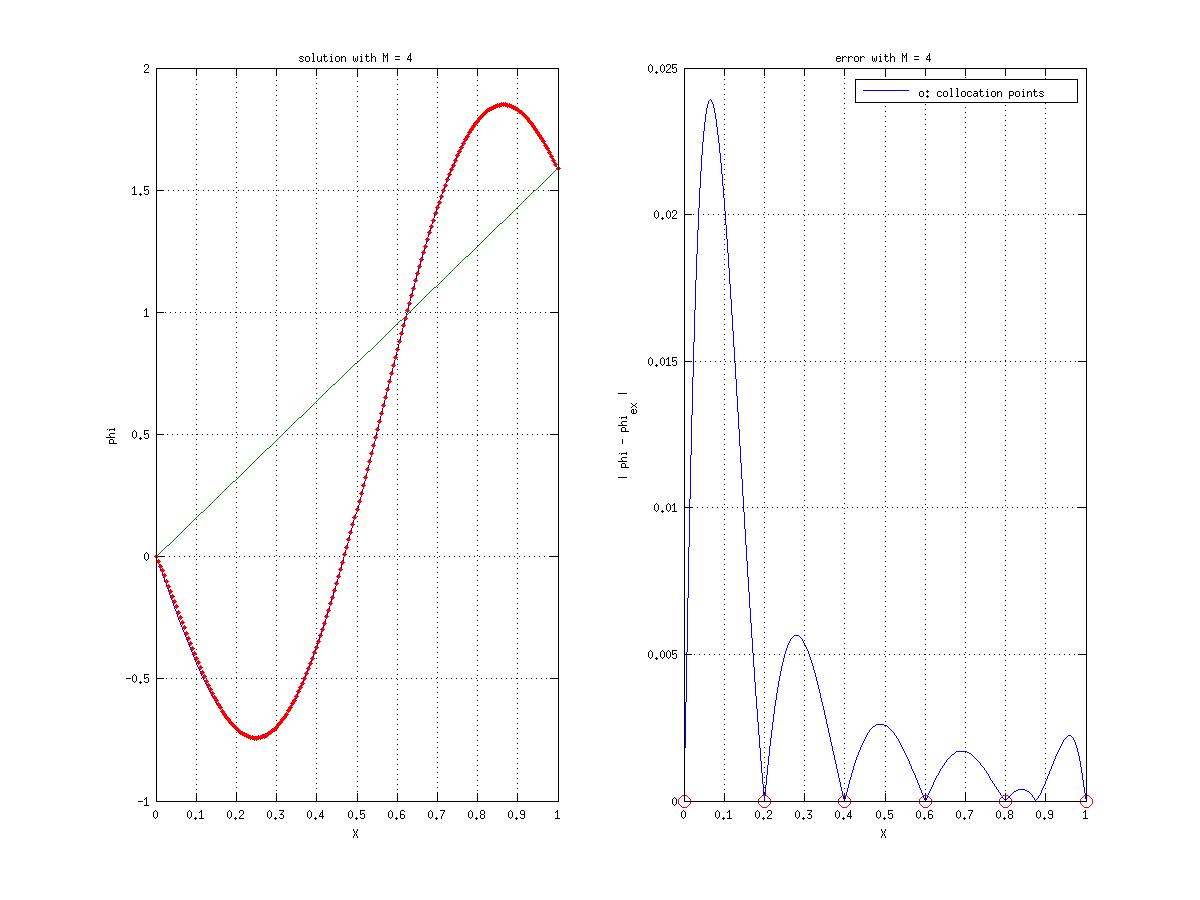 solution with M = 4
2
1.5
1
0.5
0
-0.5
-1
phi
0 0.1 0.2 0.3 0.4 0.5 0.6 0.7 0.8 0.9 1
X
error with M = 4
o: collocation points
0.025
0.02
0.015
0.01
0.005
0
| phi - phi_ex |
0 0.1 0.2 0.3 0.4 0.5 0.6 0.7 0.8 0.9 1
X